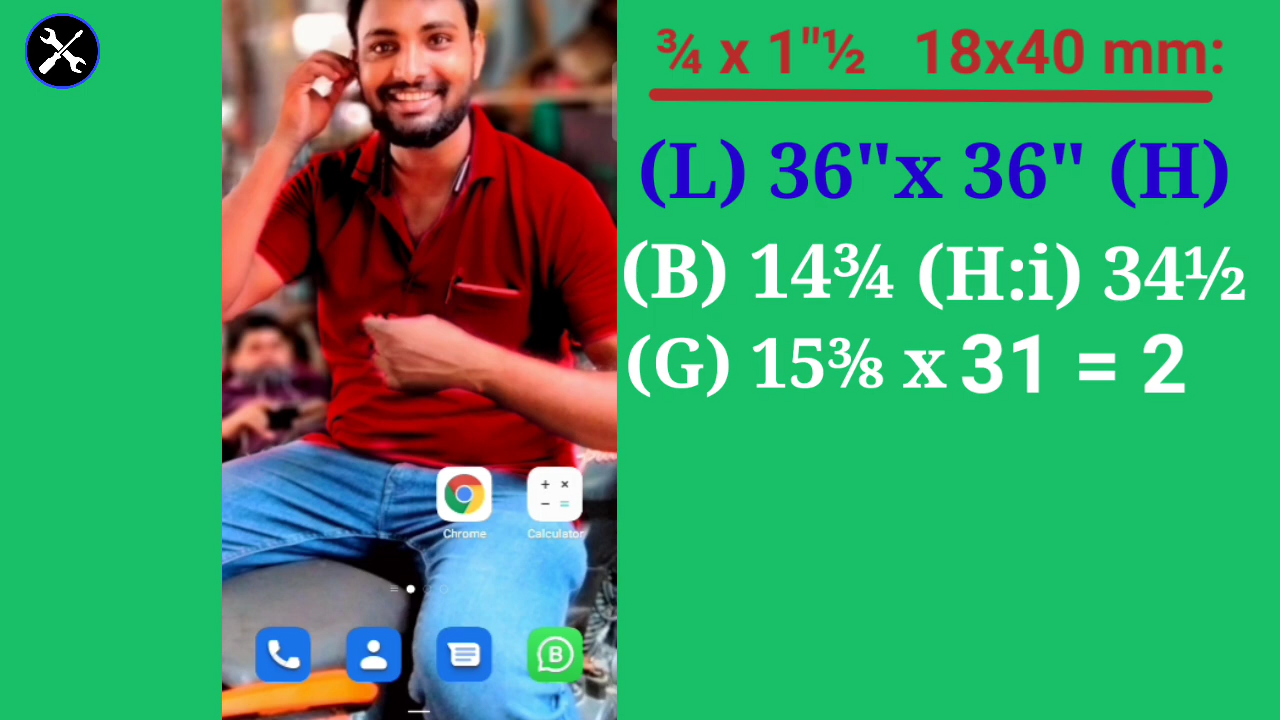 ¾ x 1"½ 18x40 mm:
(L) 36"x 36" (H)
(B) 14¾ (H:i) 34½
(G) 15⅜ x 31 = 2
Chrome
Calculator
B